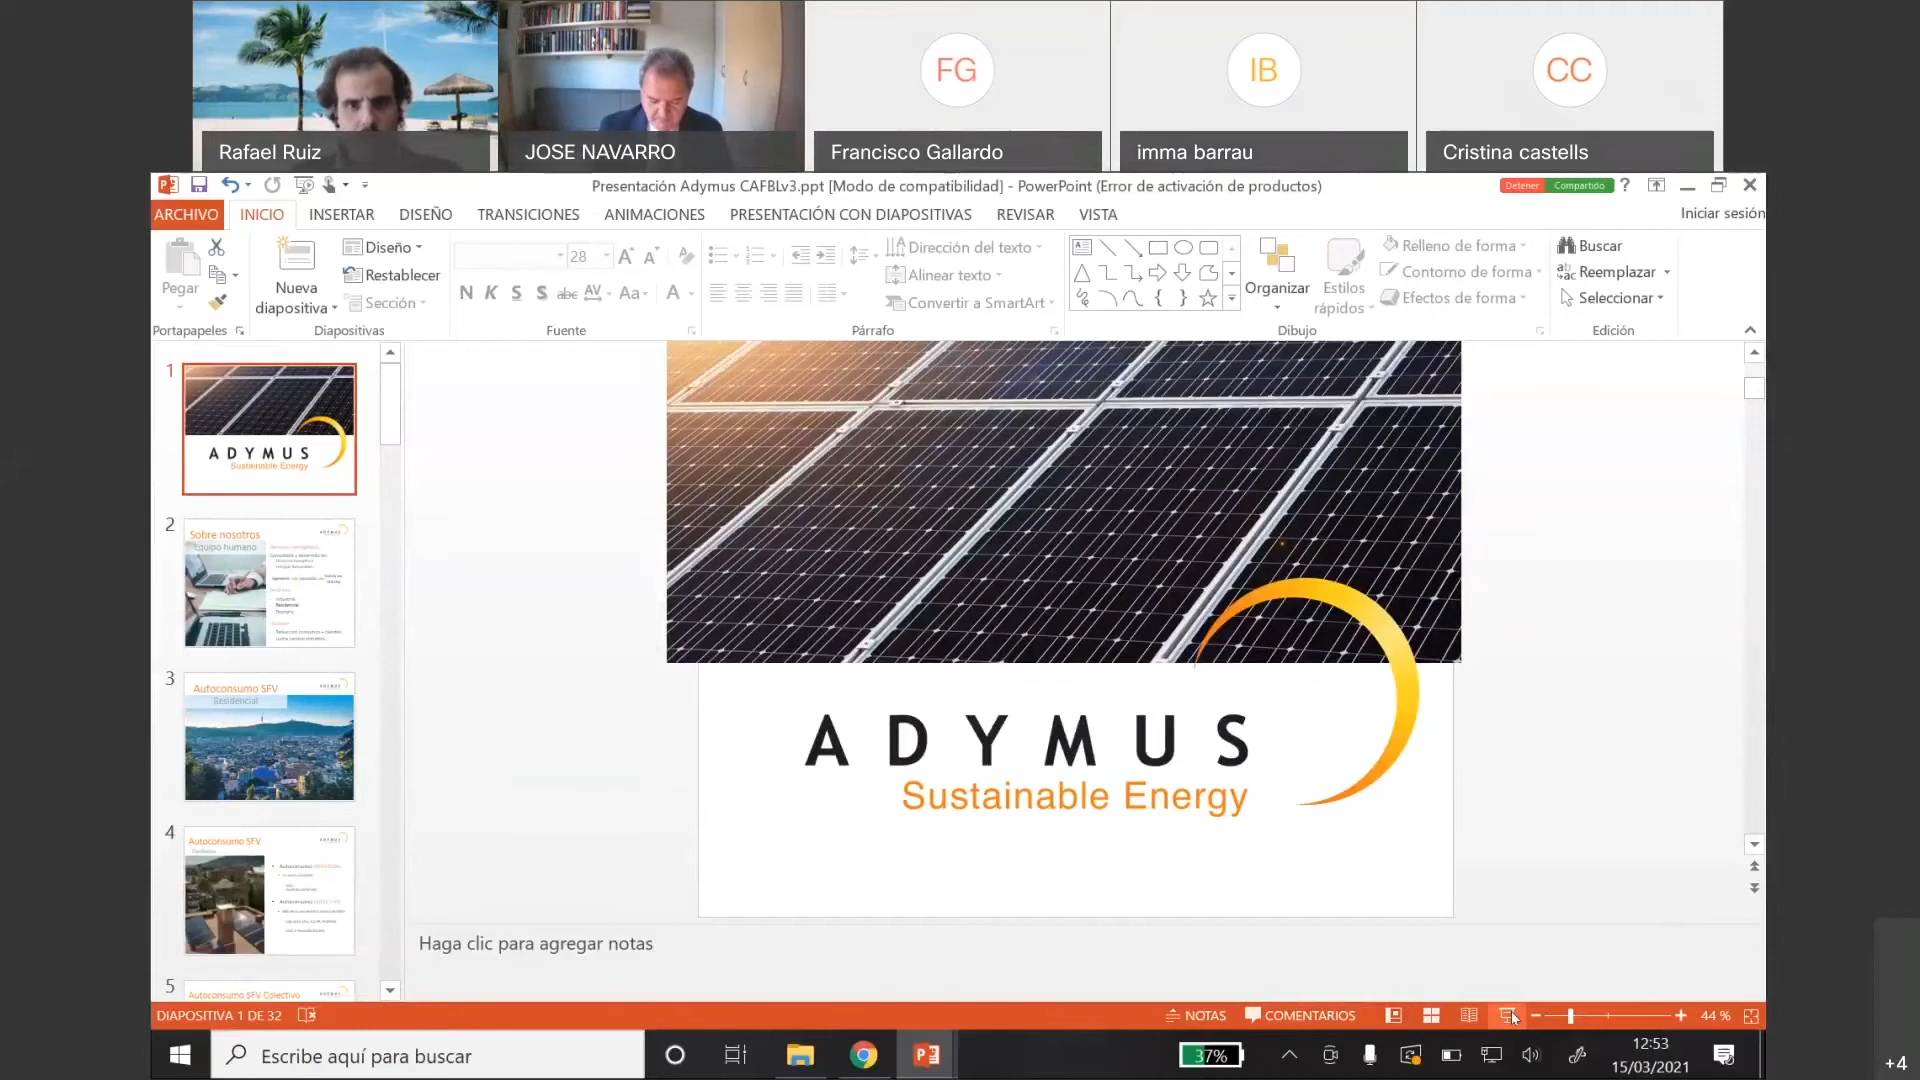 FG
IB
CC
Rafael Ruiz
JOSE NAVARRO
Francisco Gallardo
imma barrau
Cristina castells
Presentación Adymus CAFBLv3.ppt [Modo de compatibilidad] - PowerPoint (Error de activación de productos)
Detener
Compartido
?
ARCHIVO
INICIO
INSERTAR
DISEÑO
TRANSICIONES
ANIMACIONES
PRESENTACIÓN CON DIAPOSITIVAS
REVISAR
VISTA
Iniciar sesión
Pegar
Portapapeles
Nueva
diapositiva
Diseño
Restablecer
Sección
Diapositivas
28
N K S S abc AV Aa A
Fuente
Dirección del texto
Alinear texto
Convertir a SmartArt
Párrafo
Organizar
Estilos
rápidos
Relleno de forma
Contorno de forma
Efectos de forma
Dibujo
Buscar
Reemplazar
Seleccionar
Edición
1
ADYMUS
Sustainable Energy
2
Sobre nosotros
Equipo humano
3
Autoconsumo SFV
Residencial
4
Autoconsumo SFV
5
Autoconsumo SFV Colectivo
ADYMUS
Sustainable Energy
Haga clic para agregar notas
DIAPOSITIVA 1 DE 32
NOTAS
COMENTARIOS
44 %
Escribe aquí para buscar
37%
12:53
15/03/2021
+4